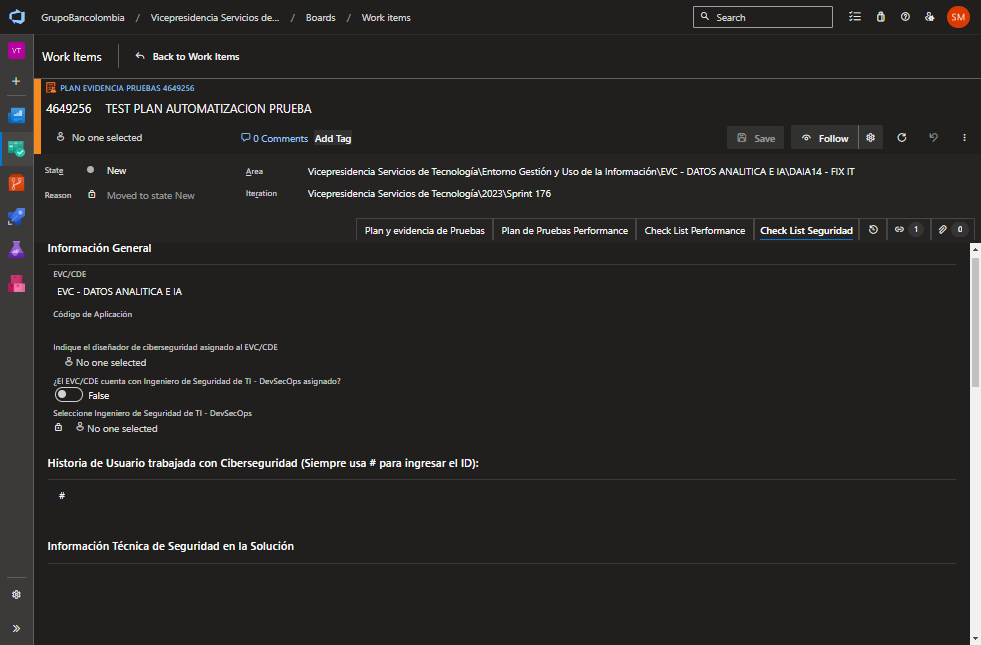 GrupoBancolombia / Vicepresidencia Servicios de... / Boards / Work items
Search
SM
VT
Work Items
Back to Work Items
PLAN EVIDENCIA PRUEBAS 4649256
4649256 TEST PLAN AUTOMATIZACION PRUEBA
No one selected
0 Comments
Add Tag
Save
Follow
State
New
Area
Vicepresidencia Servicios de Tecnología\Entorno Gestión y Uso de la Información\EVC - DATOS ANALITICA E IA\DAIA14 - FIX IT
Reason
Moved to state New
Iteration
Vicepresidencia Servicios de Tecnología\2023\Sprint 176
Plan y evidencia de Pruebas
Plan de Pruebas Performance
Check List Performance
Check List Seguridad
1
0
Información General
EVC/CDE
EVC - DATOS ANALITICA E IA
Código de Aplicación
Indique el diseñador de ciberseguridad asignado al EVC/CDE
No one selected
¿El EVC/CDE cuenta con Ingeniero de Seguridad de TI - DevSecOps asignado?
False
Seleccione Ingeniero de Seguridad de TI - DevSecOps
No one selected
Historia de Usuario trabajada con Ciberseguridad (Siempre usa # para ingresar el ID):
#
Información Técnica de Seguridad en la Solución